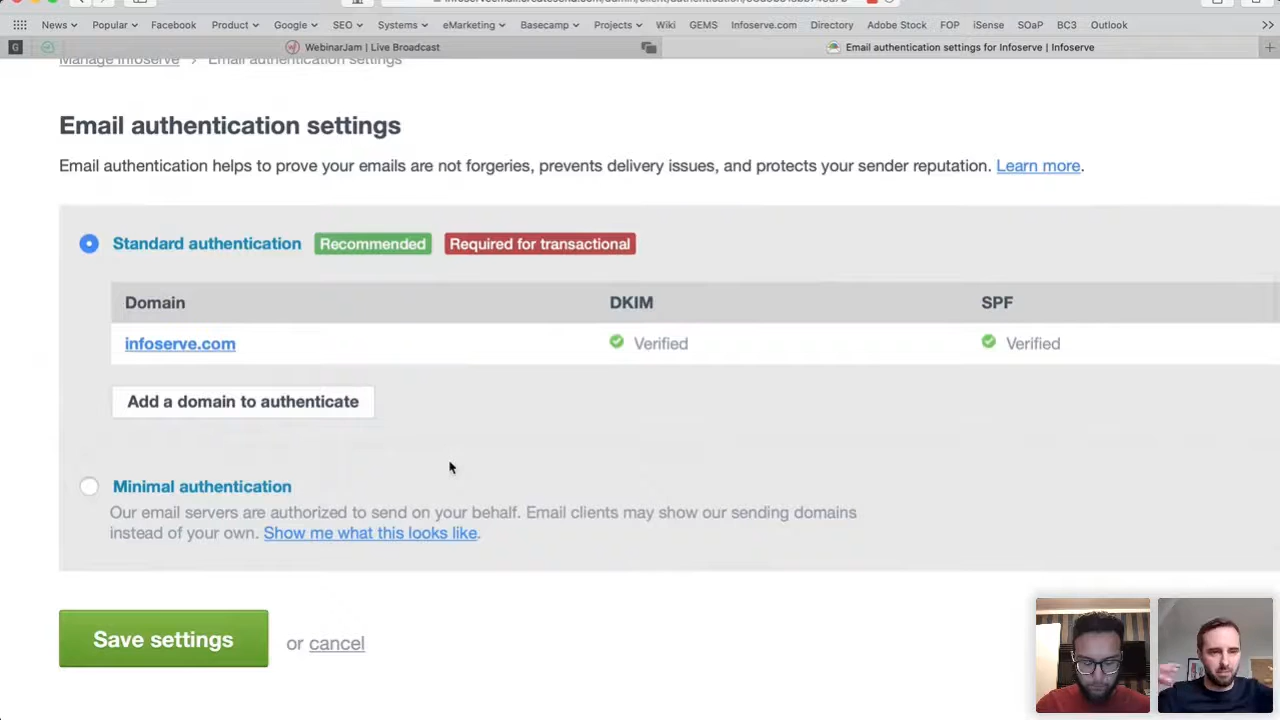 News Popular Facebook Product Google SEO Systems eMarketing Basecamp Projects Wiki GEMS Infoserve.com Directory Adobe Stock FOP iSense SOaP BC3 Outlook
G WebinarJam | Live Broadcast Email authentication settings for Infoserve | Infoserve
Manage Infoserve › Email authentication settings
Email authentication settings
Email authentication helps to prove your emails are not forgeries, prevents delivery issues, and protects your sender reputation. Learn more.
Standard authentication Recommended Required for transactional
Domain DKIM SPF
infoserve.com Verified Verified
Add a domain to authenticate
Minimal authentication
Our email servers are authorized to send on your behalf. Email clients may show our sending domains
instead of your own. Show me what this looks like.
Save settings or cancel